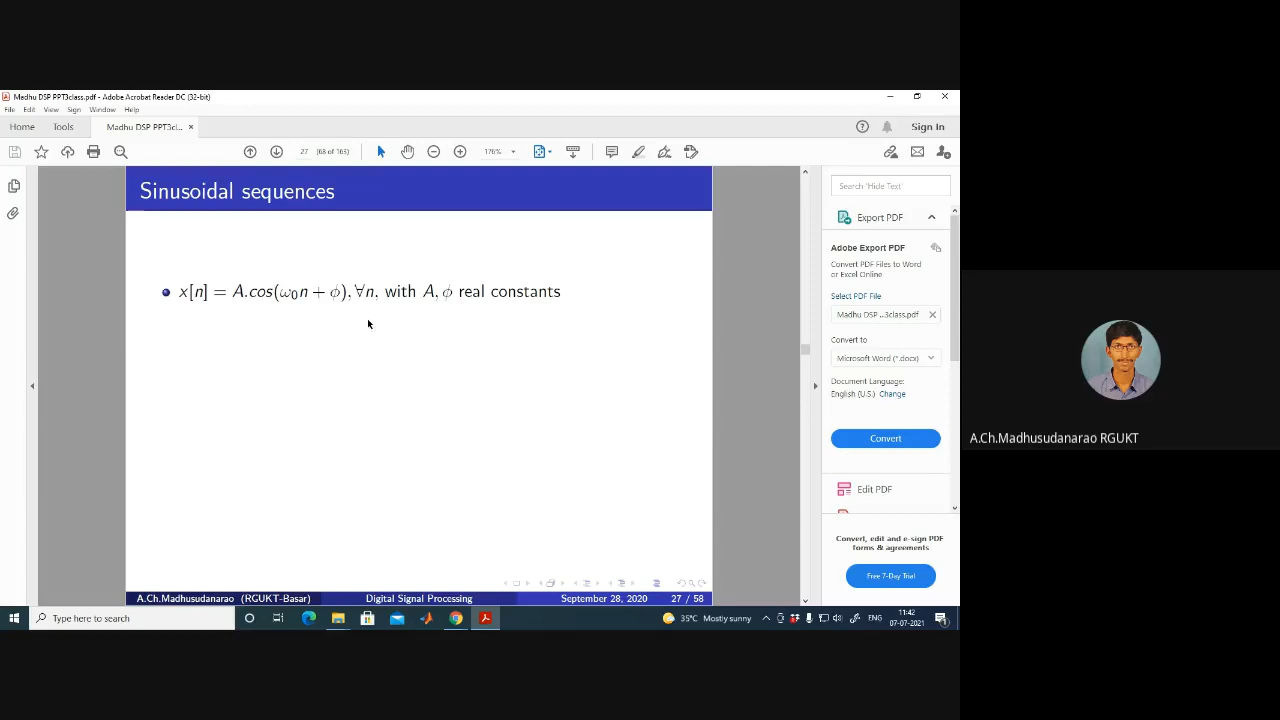 Madhu DSP PPT3class.pdf - Adobe Acrobat Reader DC (32-bit)
File Edit View Sign Window Help
Home Tools Madhu DSP PPT3cl... × Sign In
27 (68 of 163) 176%
Sinusoidal sequences
x[n] = A.cos(ω₀n + ϕ), ∀n, with A, ϕ real constants
A.Ch.Madhusudanarao (RGUKT-Basar) Digital Signal Processing September 28, 2020 27 / 58
Search 'Hide Text'
Export PDF
Adobe Export PDF
Convert PDF Files to Word
or Excel Online
Select PDF File
Madhu DSP ...3class.pdf
Convert to
Microsoft Word (*.docx)
Document Language:
English (U.S.) Change
Convert
Edit PDF
Convert, edit and e-sign PDF
forms & agreements
Free 7-Day Trial
Type here to search
35°C Mostly sunny
ENG
11:42
07-07-2021
A.Ch.Madhusudanarao RGUKT